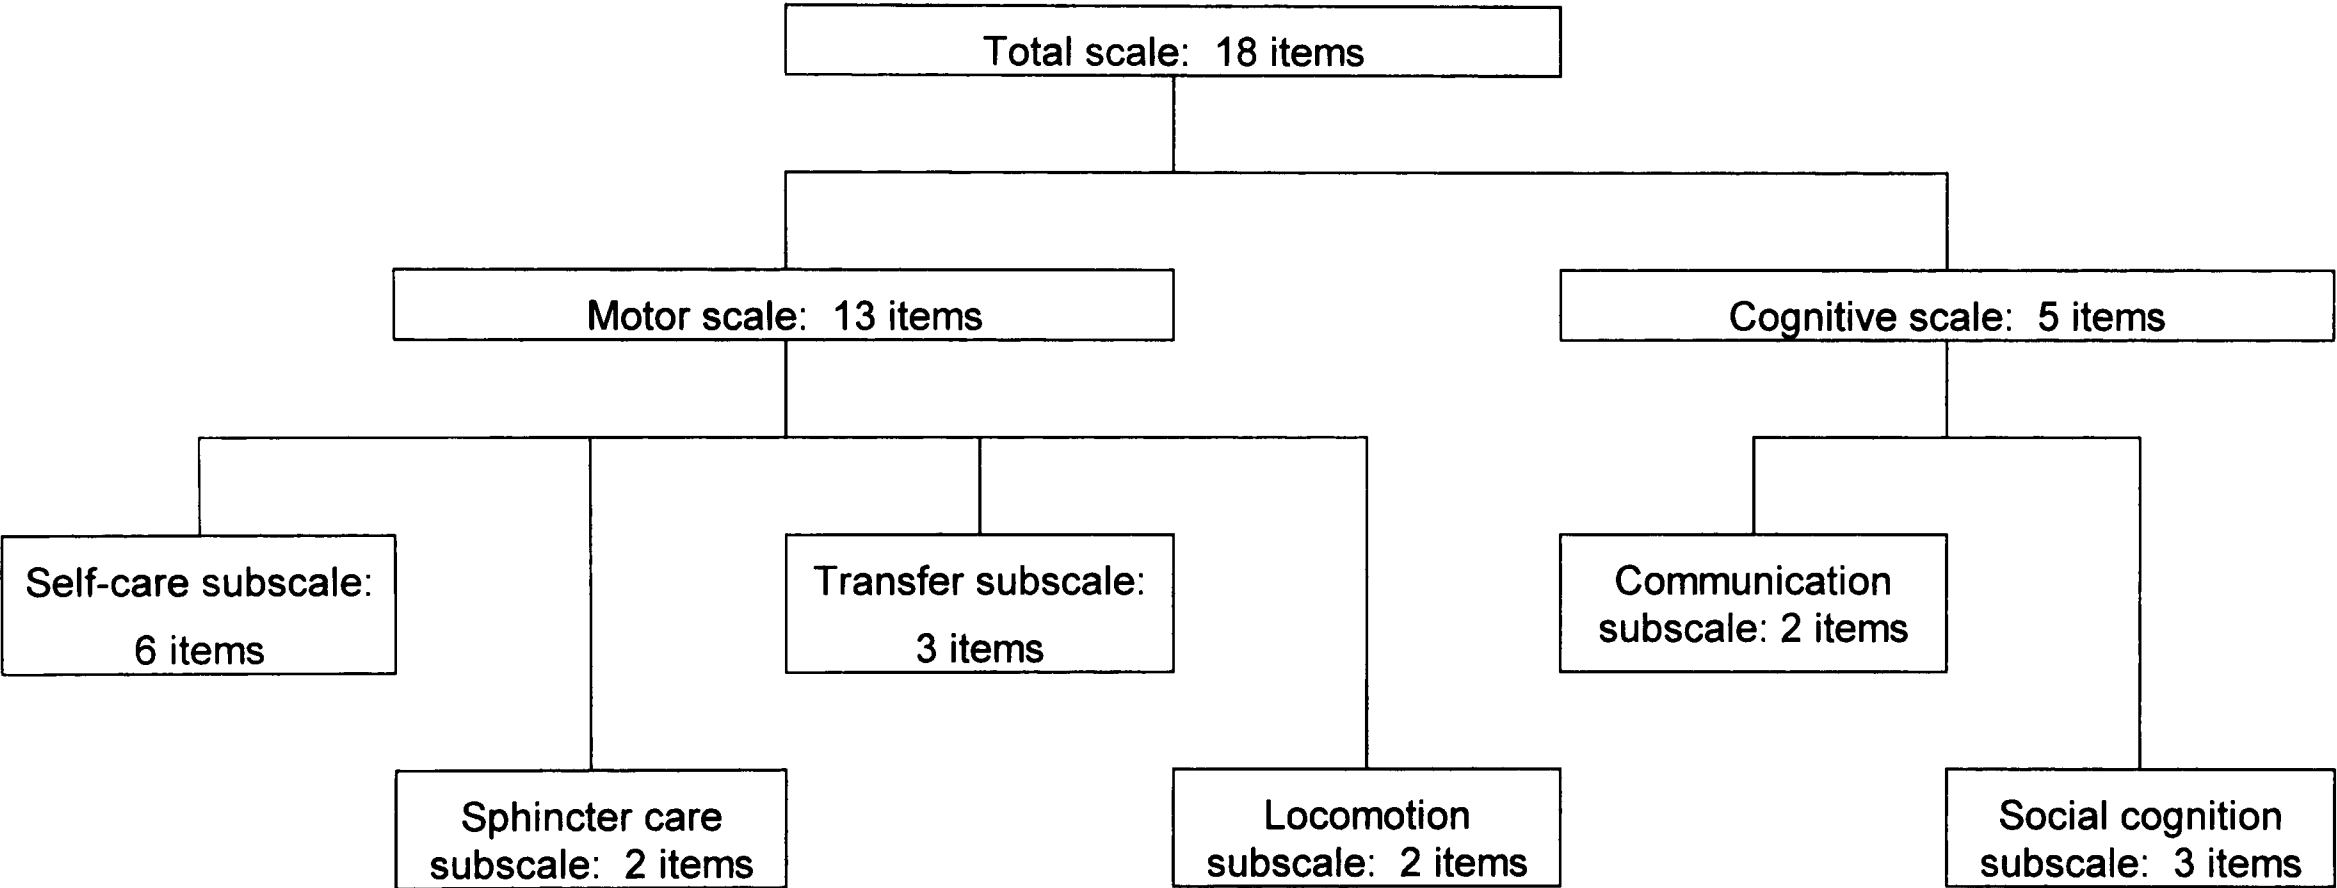 Total scale: 18 items
Motor scale: 13 items
Cognitive scale: 5 items
Self-care subscale:
6 items
Transfer subscale:
3 items
Communication
subscale: 2 items
Sphincter care
subscale: 2 items
Locomotion
subscale: 2 items
Social cognition
subscale: 3 items